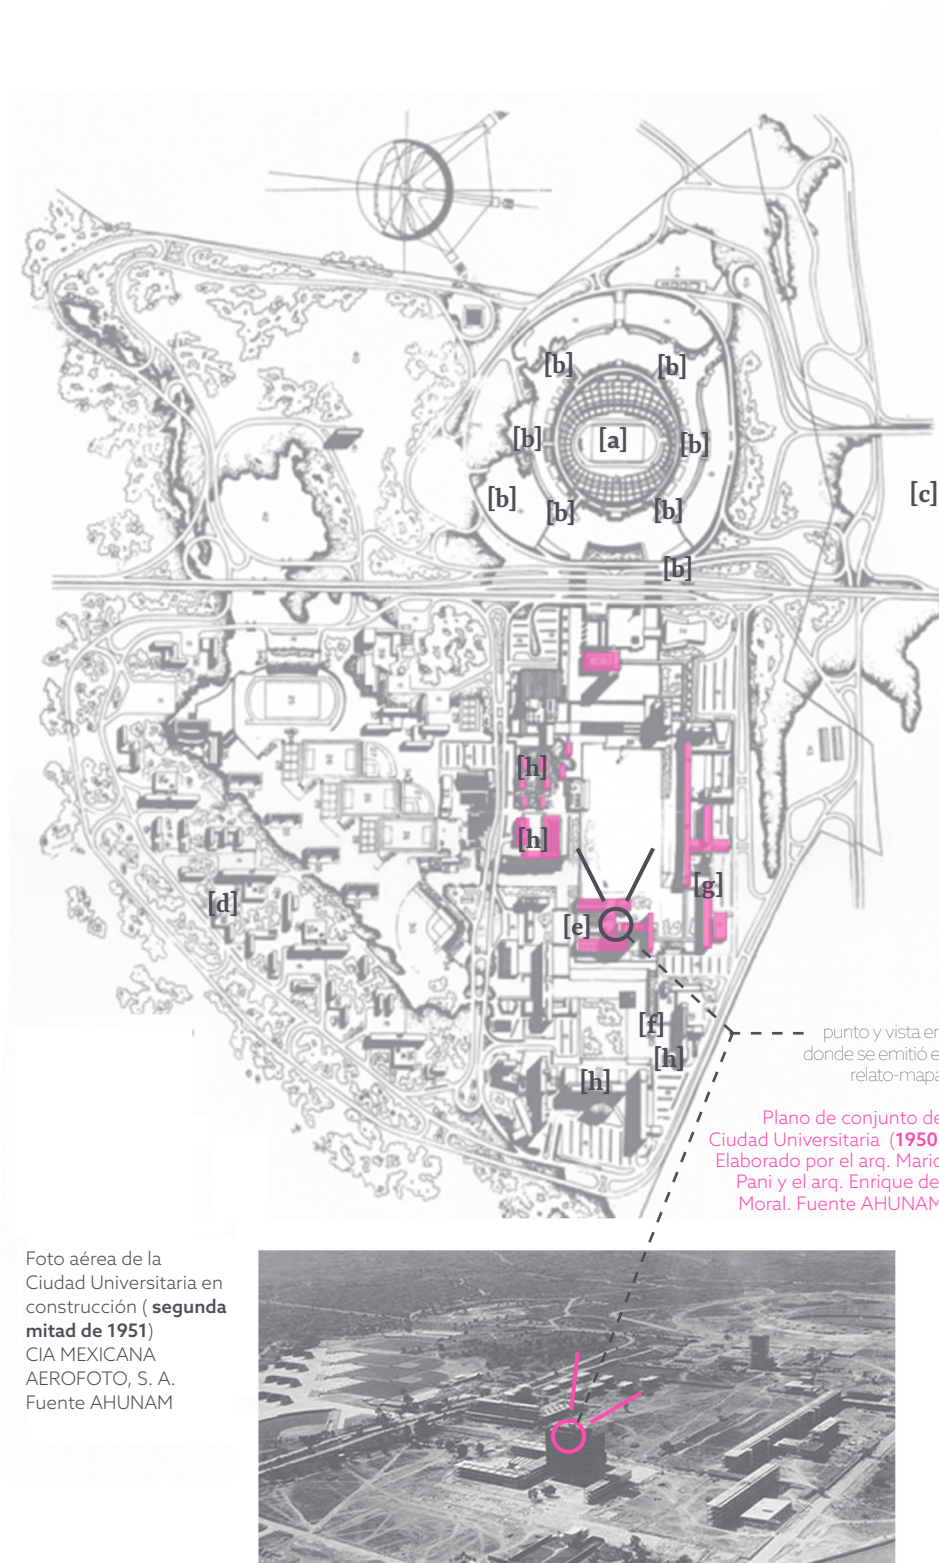 [b] [b]
[b] [a] [b]
[b] [b] [b] [c]
[b]
[h]
[h]
[g]
[d]
[e]
[f]
[h]
[h]
punto y vista en
donde se emitió e
relato-mapa
Plano de conjunto de
Ciudad Universitaria (1950
Elaborado por el arq. Mario
Pani y el arq. Enrique de
Moral. Fuente AHUNAM
Foto aérea de la
Ciudad Universitaria en
construcción ( segunda
mitad de 1951)
CIA MEXICANA
AEROFOTO, S. A.
Fuente AHUNAM